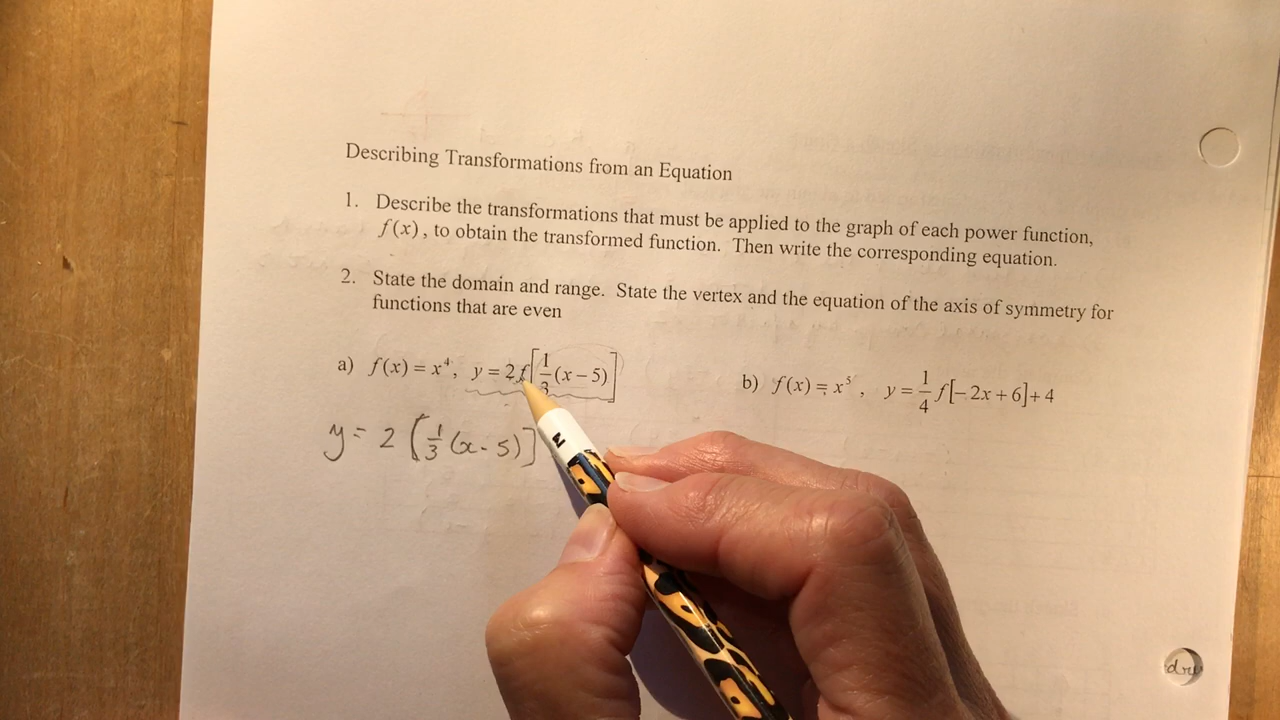 Describing Transformations from an Equation
1. Describe the transformations that must be applied to the graph of each power function,
f(x), to obtain the transformed function. Then write the corresponding equation.
2. State the domain and range. State the vertex and the equation of the axis of symmetry for
functions that are even
a) f(x) = x⁴, y = 2f[1/3(x − 5)]
b) f(x) = x⁵, y = 1/4 f[−2x + 6] + 4
y = 2 [1/3 (x - 5)]